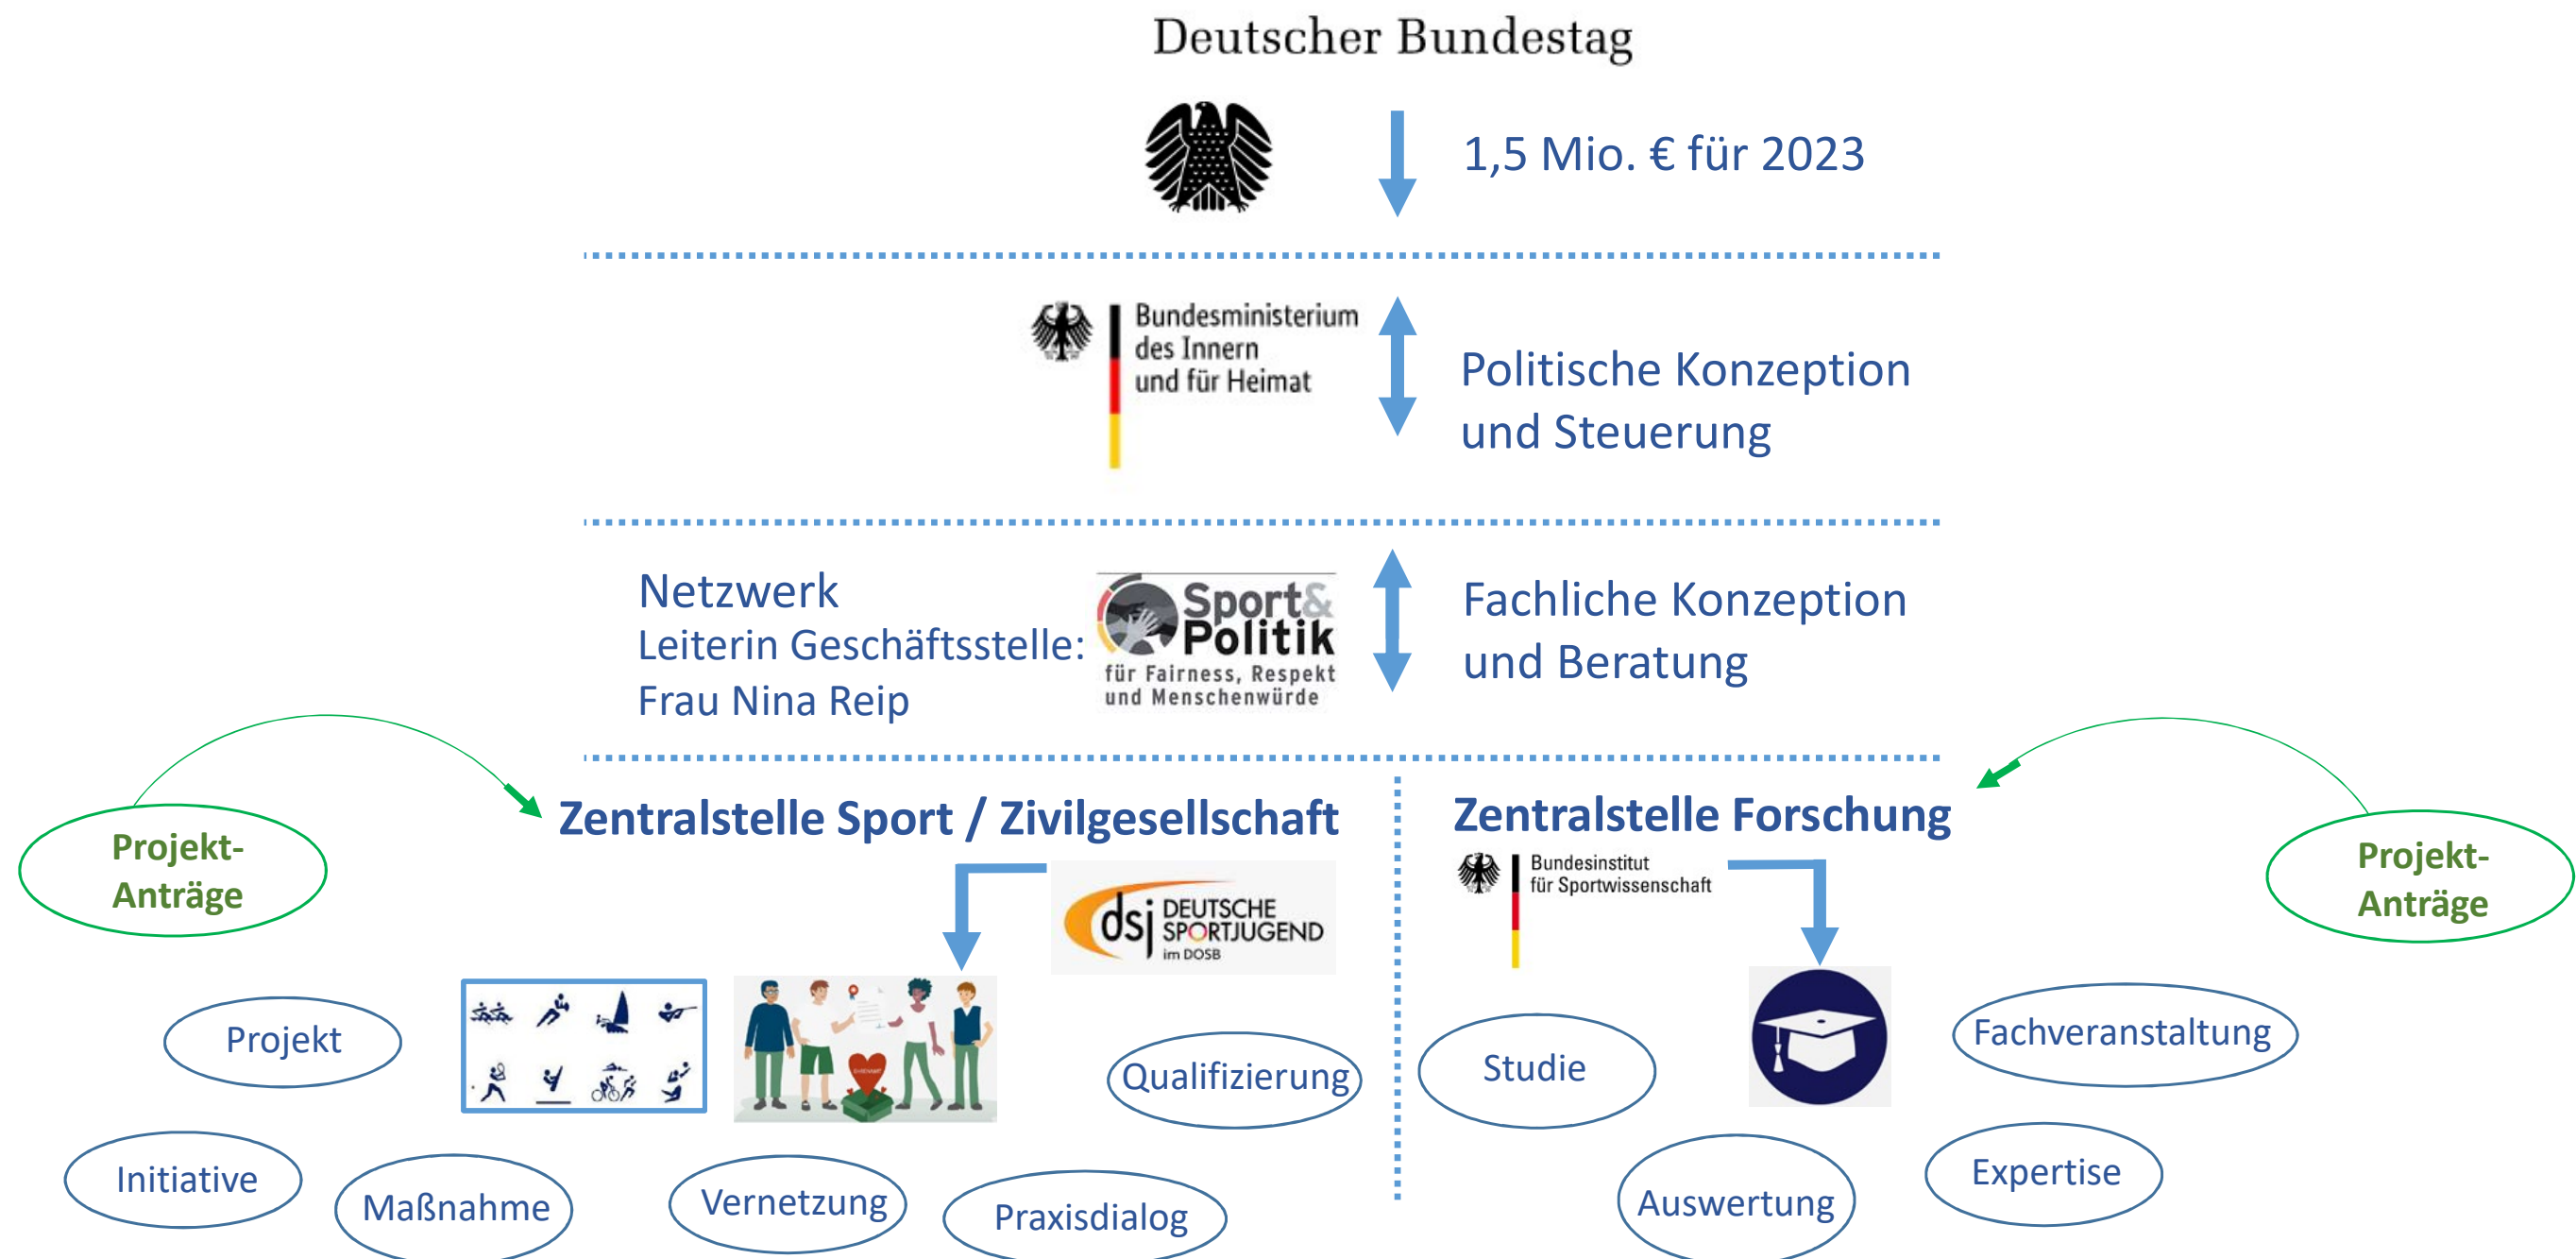 Deutscher Bundestag
1,5 Mio. € für 2023
Bundesministerium
des Innern
und für Heimat
Politische Konzeption
und Steuerung
Netzwerk
Leiterin Geschäftsstelle:
Frau Nina Reip
Sport&
Politik
für Fairness, Respekt
und Menschenwürde
Fachliche Konzeption
und Beratung
Projekt-
Anträge
Zentralstelle Sport / Zivilgesellschaft
dsj DEUTSCHE
SPORTJUGEND
im DOSB
Projekt
Qualifizierung
Initiative
Maßnahme
Vernetzung
Praxisdialog
Zentralstelle Forschung
Bundesinstitut
für Sportwissenschaft
Projekt-
Anträge
Studie
Fachveranstaltung
Auswertung
Expertise